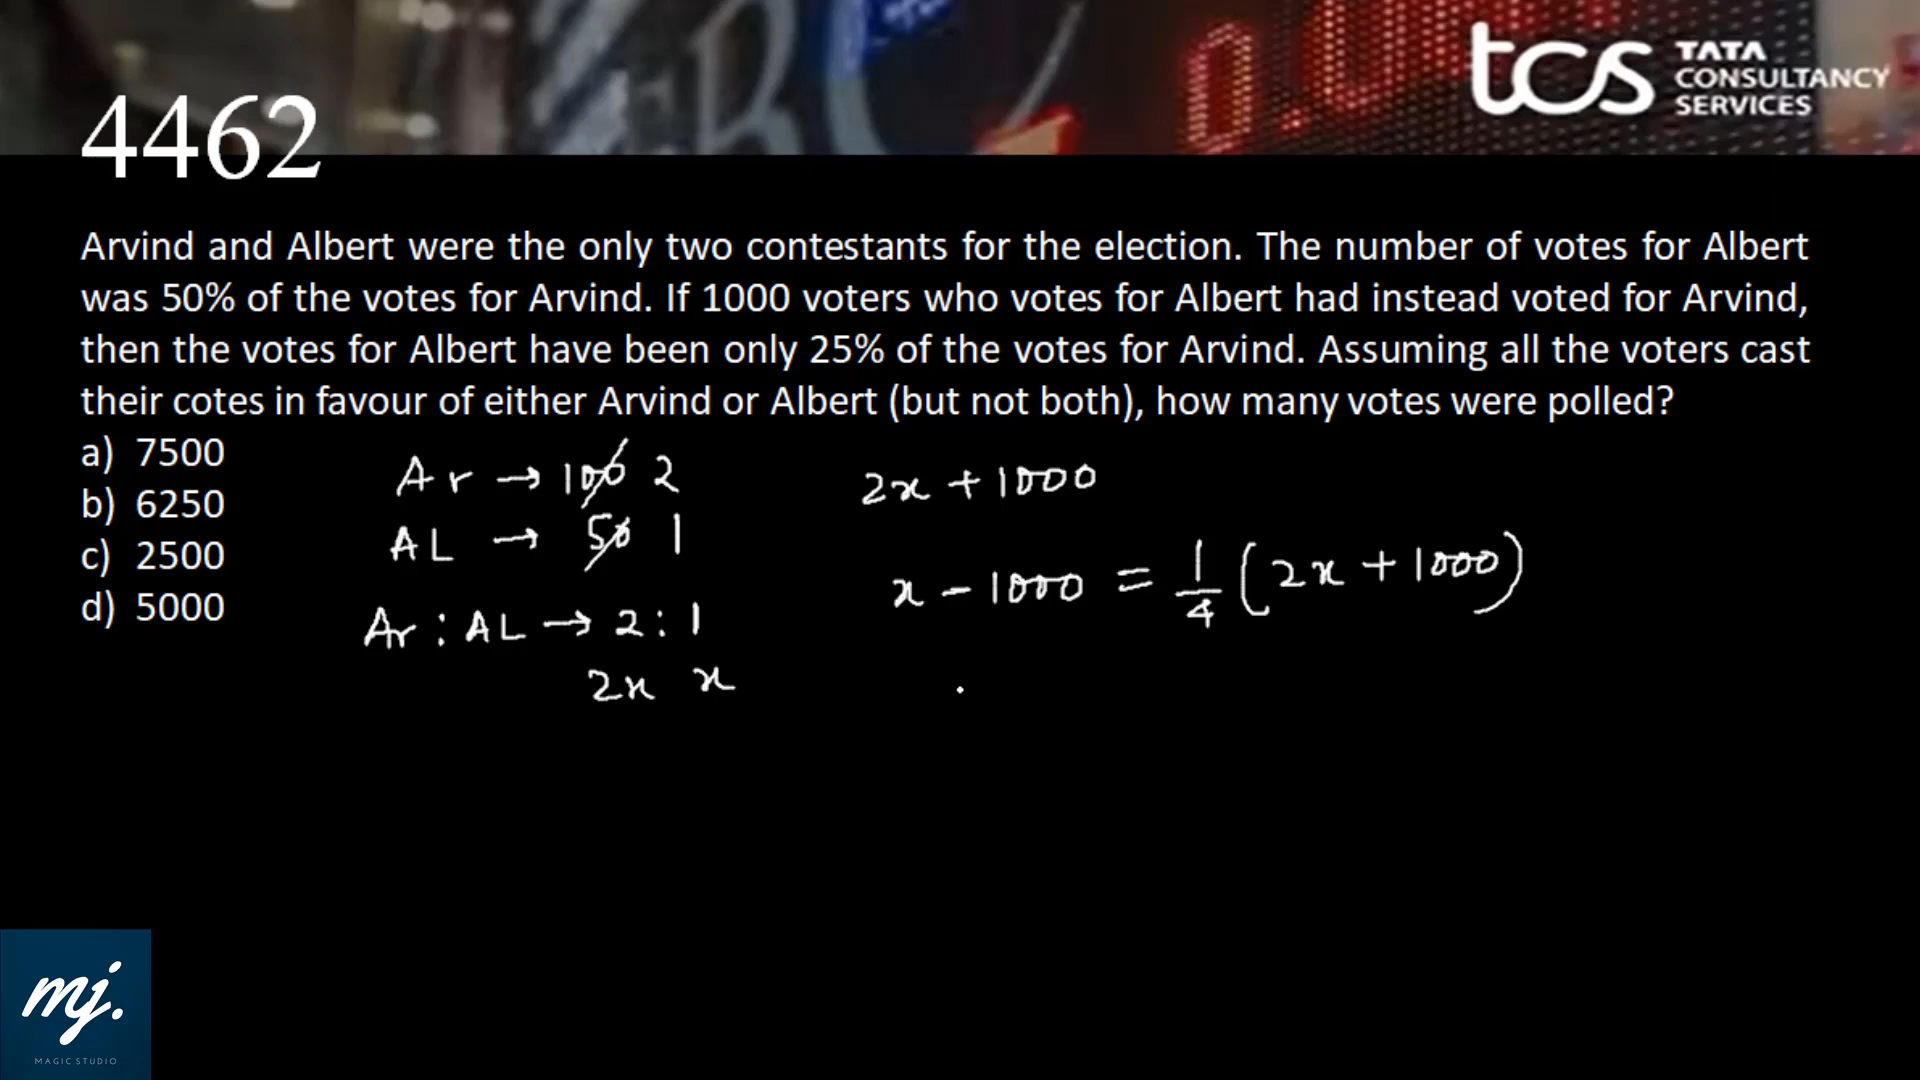 tcs TATA
CONSULTANCY
SERVICES
4462
Arvind and Albert were the only two contestants for the election. The number of votes for Albert
was 50% of the votes for Arvind. If 1000 voters who votes for Albert had instead voted for Arvind,
then the votes for Albert have been only 25% of the votes for Arvind. Assuming all the voters cast
their cotes in favour of either Arvind or Albert (but not both), how many votes were polled?
a) 7500
b) 6250
c) 2500
d) 5000
Ar → 100 2
AL → 50 1
Ar : AL → 2 : 1
2x x
2x + 1000
x - 1000 = 1/4 (2x + 1000)
mj.
MAGIC STUDIO